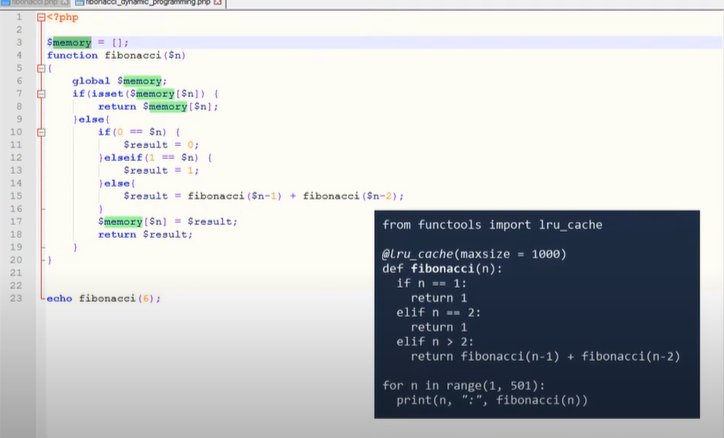 fibonacci.php
fibonacci_dynamic_programming.php
1 <?php
2
3 $memory = [];
4 function fibonacci($n)
5 {
6 global $memory;
7 if(isset($memory[$n]) {
8 return $memory[$n];
9 }else{
10 if(0 == $n) {
11 $result = 0;
12 }elseif(1 == $n) {
13 $result = 1;
14 }else{
15 $result = fibonacci($n-1) + fibonacci($n-2);
16 }
17 $memory[$n] = $result;
18 return $result;
19 }
20 }
21
22
23 echo fibonacci(6);
from functools import lru_cache
@lru_cache(maxsize = 1000)
def fibonacci(n):
if n == 1:
return 1
elif n == 2:
return 1
elif n > 2:
return fibonacci(n-1) + fibonacci(n-2)
for n in range(1, 501):
print(n, ":", fibonacci(n))